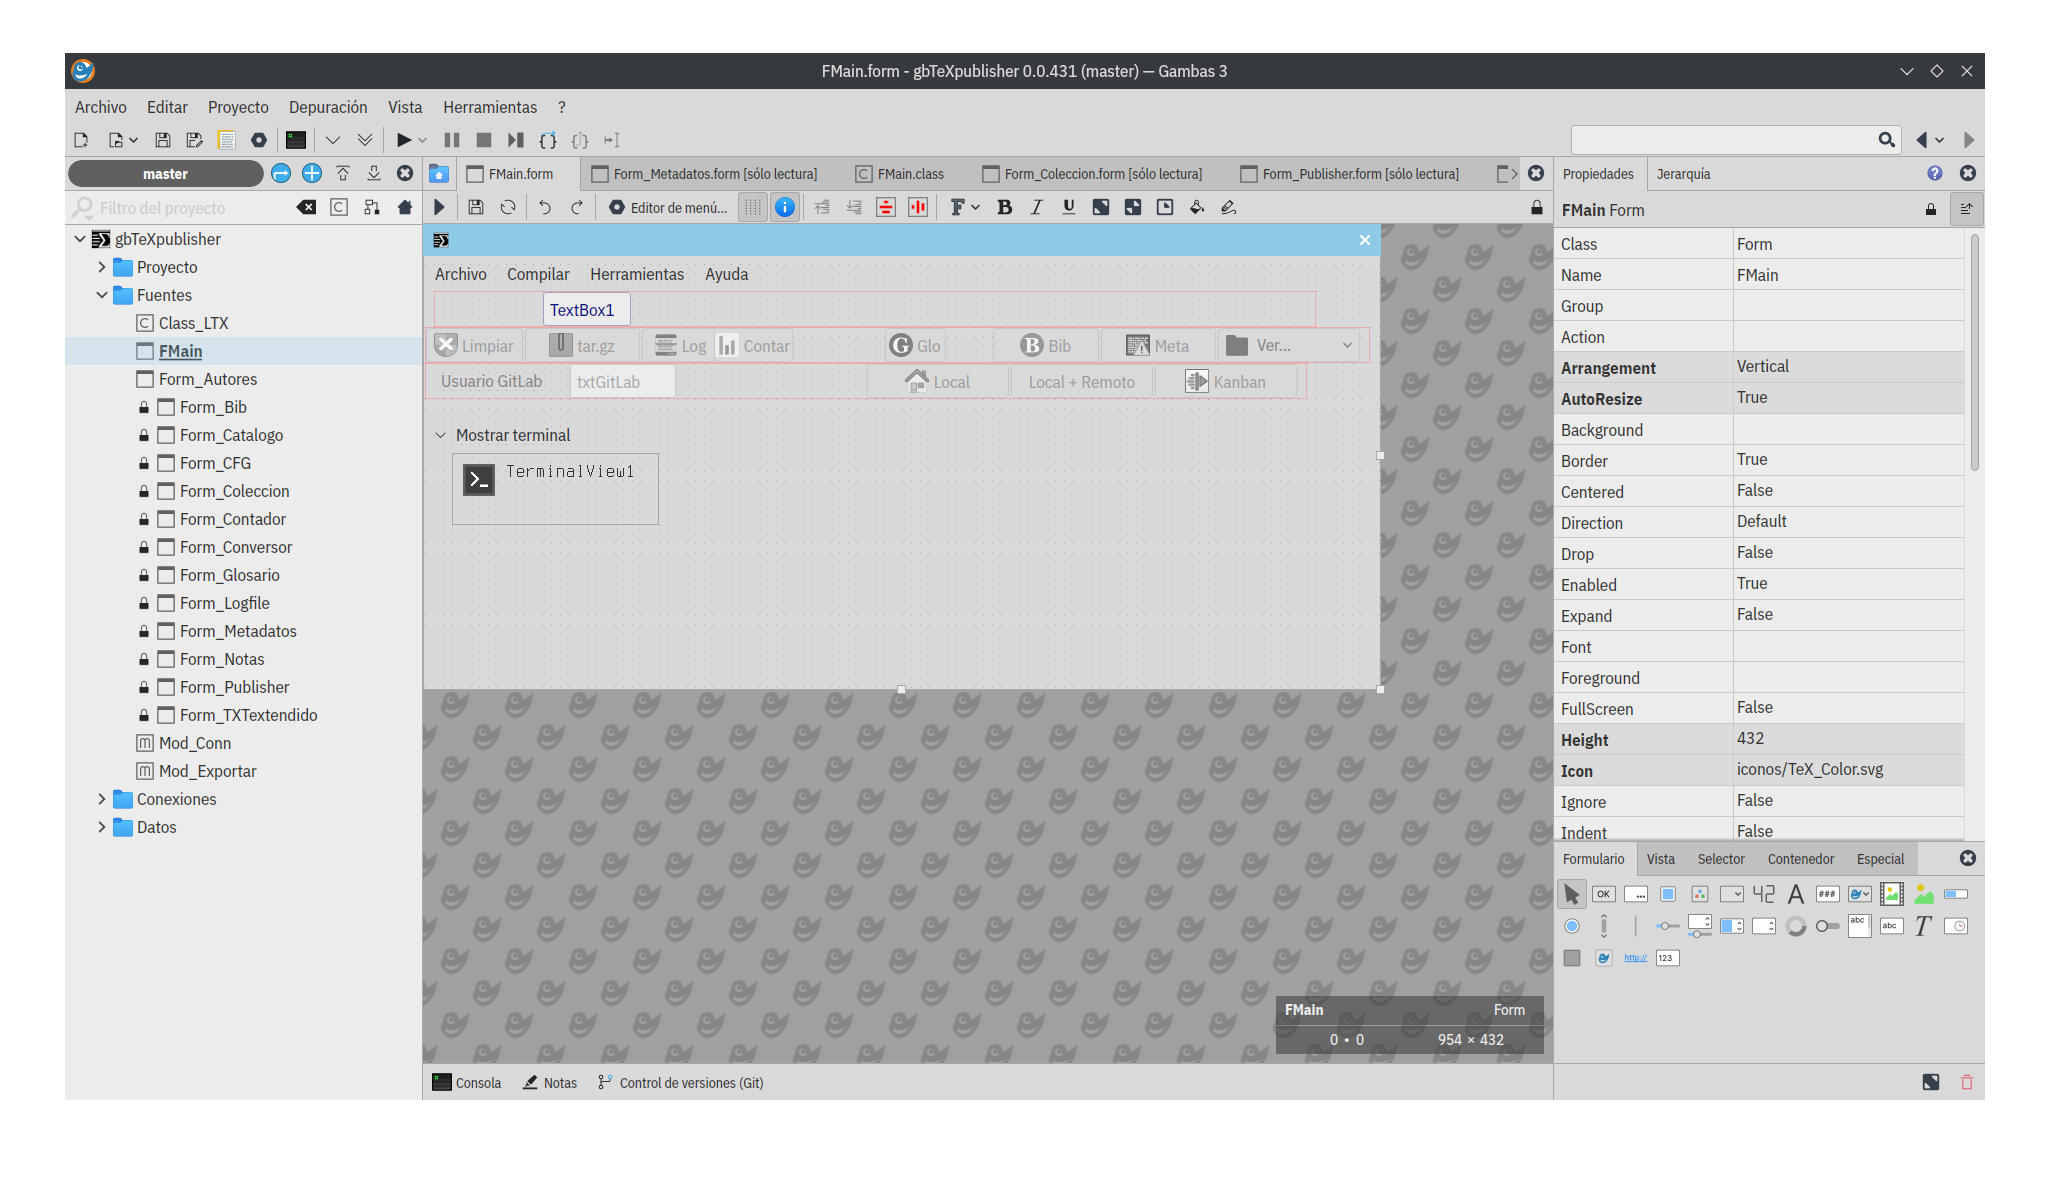 FMain.form - gbTeXpublisher 0.0.431 (master) — Gambas 3
Archivo Editar Proyecto Depuración Vista Herramientas ?
master
Filtro del proyecto
gbTeXpublisher
Proyecto
Fuentes
Class_LTX
FMain
Form_Autores
Form_Bib
Form_Catalogo
Form_CFG
Form_Coleccion
Form_Contador
Form_Conversor
Form_Glosario
Form_Logfile
Form_Metadatos
Form_Notas
Form_Publisher
Form_TXTextendido
Mod_Conn
Mod_Exportar
Conexiones
Datos
FMain.form Form_Metadatos.form [sólo lectura] FMain.class Form_Coleccion.form [sólo lectura] Form_Publisher.form [sólo lectura]
Editor de menú... F B I U
Archivo Compilar Herramientas Ayuda
TextBox1
Limpiar tar.gz Log Contar G Glo B Bib Meta Ver...
Usuario GitLab txtGitLab Local Local + Remoto Kanban
Mostrar terminal
TerminalView1
FMain Form
0 • 0 954 × 432
Consola Notas Control de versiones (Git)
Propiedades Jerarquía
FMain Form
Class Form
Name FMain
Group
Action
Arrangement Vertical
AutoResize True
Background
Border True
Centered False
Direction Default
Drop False
Enabled True
Expand False
Font
Foreground
FullScreen False
Height 432
Icon iconos/TeX_Color.svg
Ignore False
Indent False
Formulario Vista Selector Contenedor Especial
OK ... 42 A ###
abc abc T
http:// 123